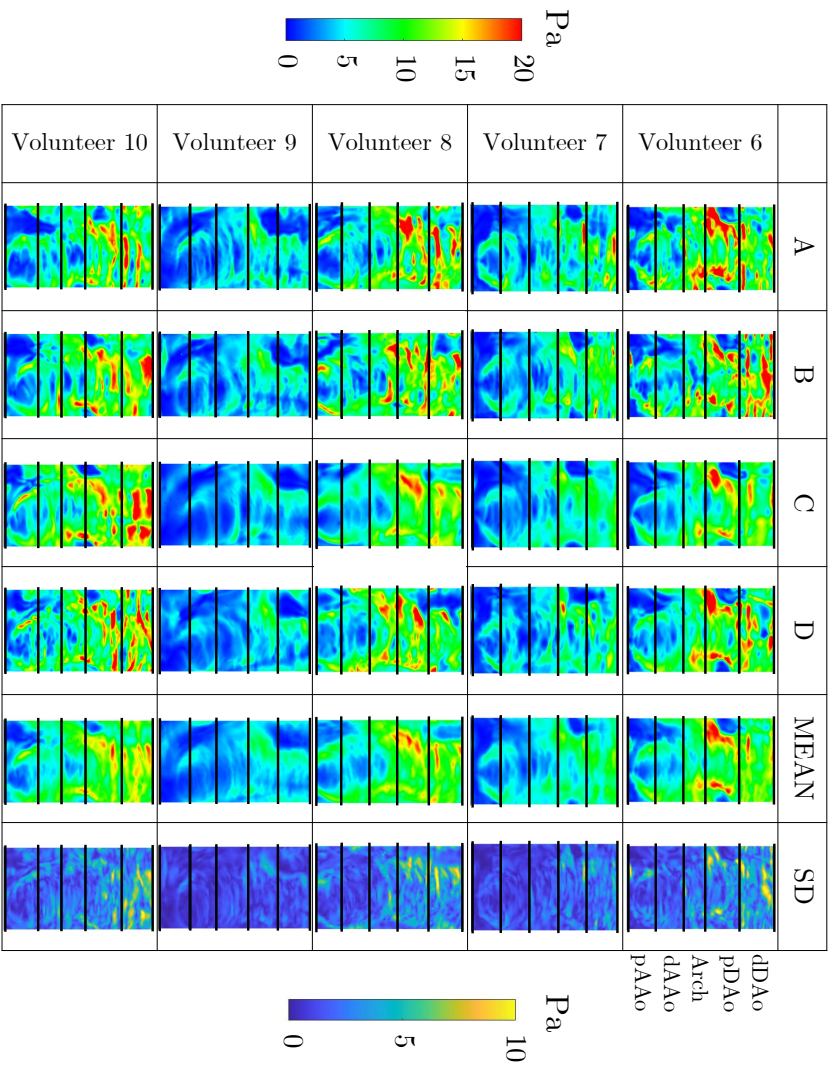 Pa
0
5
10
15
20
A
B
C
D
MEAN
SD
Volunteer 6
Volunteer 7
Volunteer 8
Volunteer 9
Volunteer 10
dDAo
pDAo
Arch
dAAo
pAAo
Pa
0
5
10